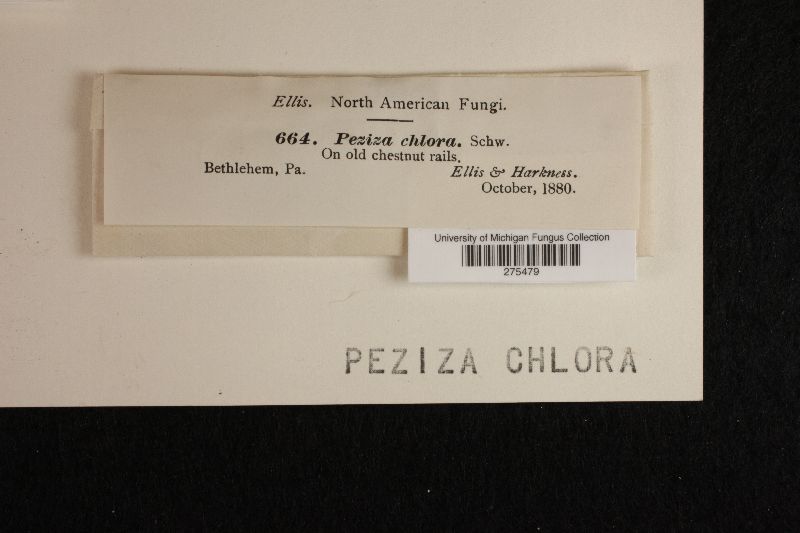 Ellis. North American Fungi.
664. Peziza chlora. Schw.
On old chestnut rails.
Bethlehem, Pa. Ellis & Harkness.
October, 1880.
University of Michigan Fungus Collection
275479
PEZIZA CHLORA